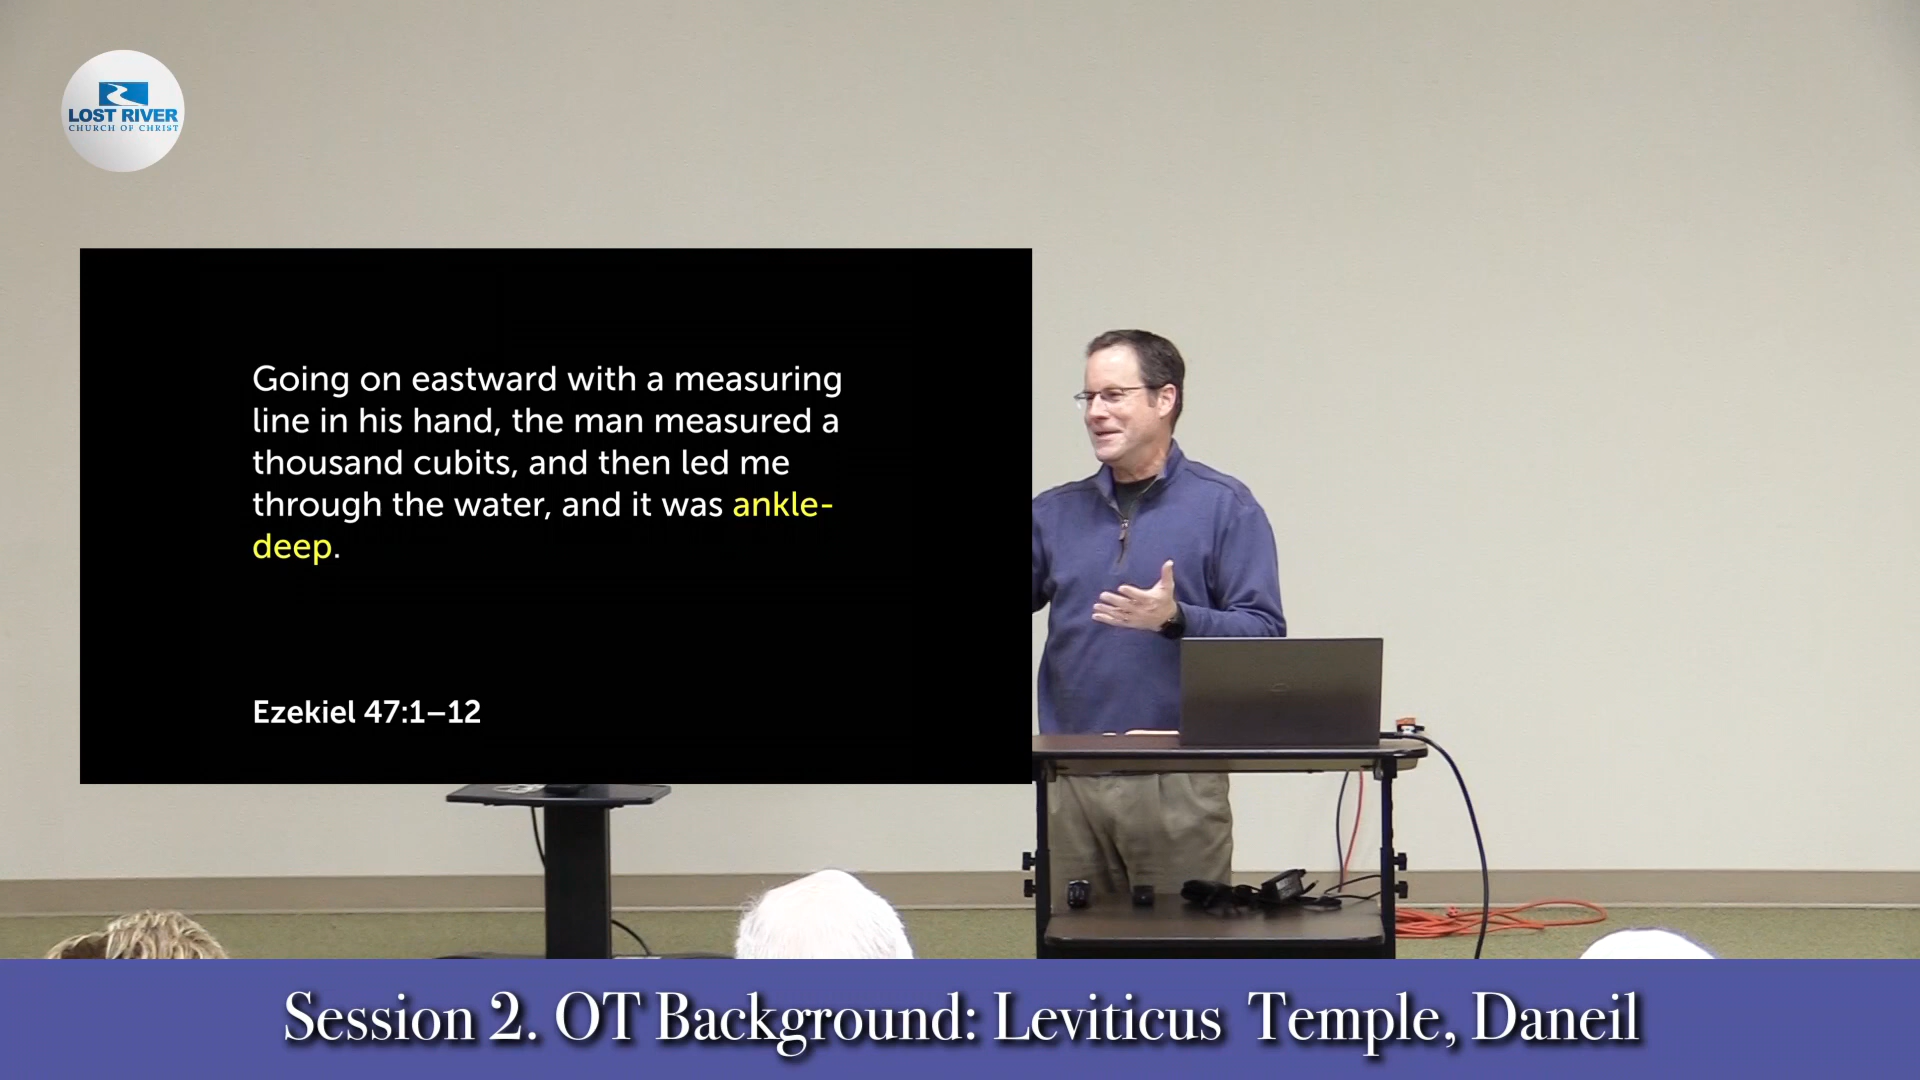 LOST RIVER
CHURCH OF CHRIST
Going on eastward with a measuring
line in his hand, the man measured a
thousand cubits, and then led me
through the water, and it was ankle-
deep.
Ezekiel 47:1–12
Session 2. OT Background: Leviticus Temple, Daneil